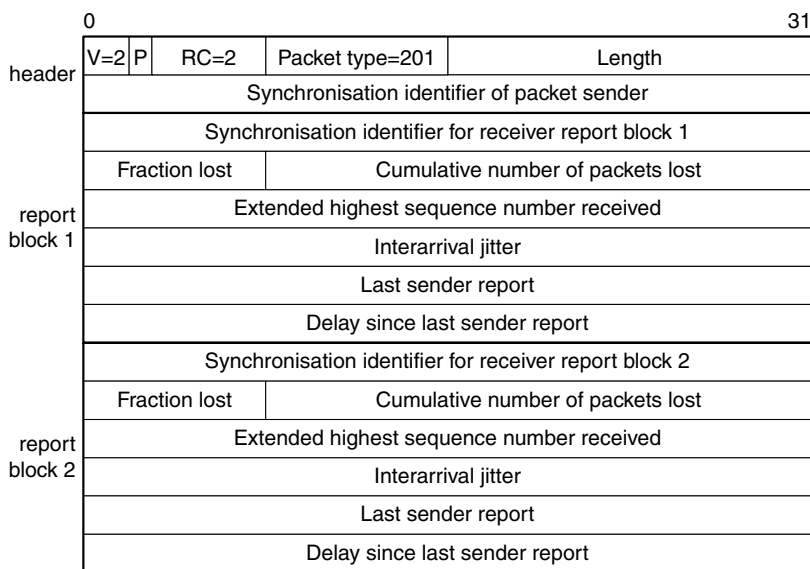 0 31
header
V=2 P RC=2 Packet type=201 Length
Synchronisation identifier of packet sender
report block 1
Synchronisation identifier for receiver report block 1
Fraction lost Cumulative number of packets lost
Extended highest sequence number received
Interarrival jitter
Last sender report
Delay since last sender report
report block 2
Synchronisation identifier for receiver report block 2
Fraction lost Cumulative number of packets lost
Extended highest sequence number received
Interarrival jitter
Last sender report
Delay since last sender report